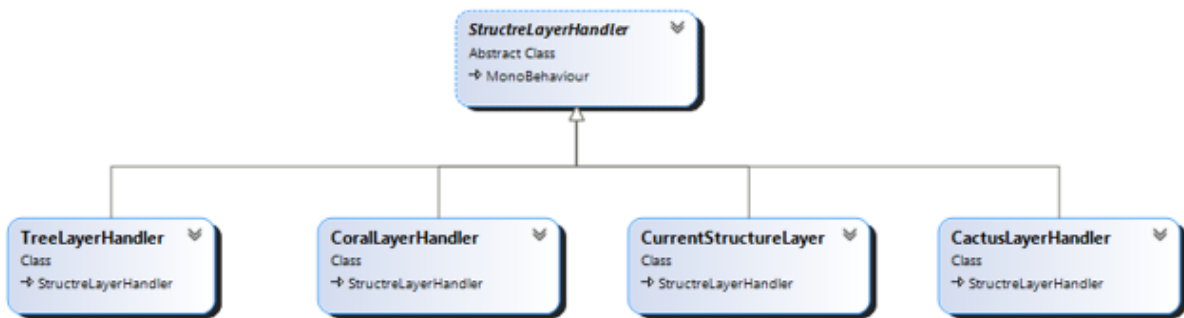 StructreLayerHandler
Abstract Class
MonoBehaviour
TreeLayerHandler
Class
StructreLayerHandler
CoralLayerHandler
Class
StructreLayerHandler
CurrentStructureLayer
Class
StructreLayerHandler
CactusLayerHandler
Class
StructreLayerHandler